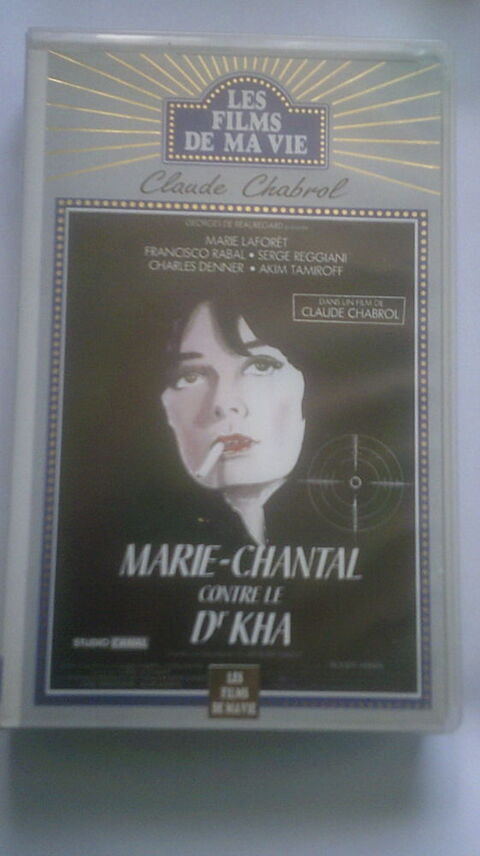 LES
FILMS
DE MA VIE
Claude Chabrol
GEORGES DE BEAUREGARD présente
MARIE LAFORÊT
FRANCISCO RABAL • SERGE REGGIANI
CHARLES DENNER • AKIM TAMIROFF
DANS UN FILM DE
CLAUDE CHABROL
MARIE-CHANTAL
CONTRE LE
Dr KHA
STUDIO CANAL
LES
FILMS
DE MA VIE